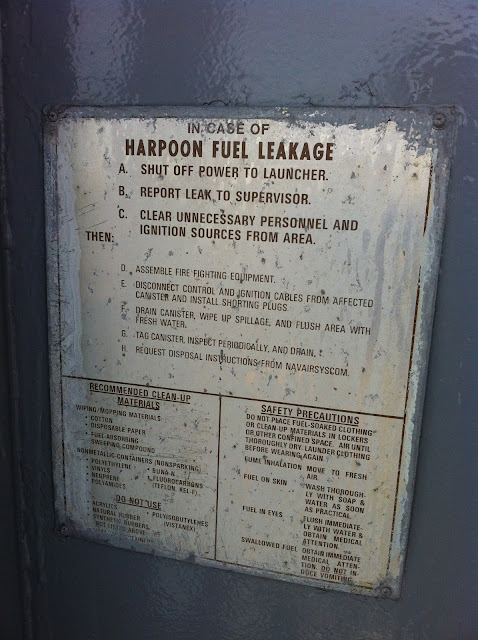 IN CASE OF
HARPOON FUEL LEAKAGE
A. SHUT OFF POWER TO LAUNCHER.
B. REPORT LEAK TO SUPERVISOR.
C. CLEAR UNNECESSARY PERSONNEL AND
IGNITION SOURCES FROM AREA.
THEN:
D. ASSEMBLE FIRE FIGHTING EQUIPMENT.
E. DISCONNECT CONTROL AND IGNITION CABLES FROM AFFECTED
CANISTER AND INSTALL SHORTING PLUGS.
F. DRAIN CANISTER, WIPE UP SPILLAGE, AND FLUSH AREA WITH
FRESH WATER.
G. TAG CANISTER, INSPECT PERIODICALLY, AND DRAIN.
H. REQUEST DISPOSAL INSTRUCTIONS FROM NAVAIRSYSCOM.
RECOMMENDED CLEAN-UP
MATERIALS
WIPING/MOPPING MATERIALS
• COTTON
• DISPOSABLE PAPER
• FUEL-ABSORBING
SWEEPING COMPOUND
NONMETALLIC-CONTAINERS (NONSPARKING)
• POLYETHYLENE • BUNA N
• VINYLS • FLUOROCARBONS
• NEOPRENE (TEFLON, KEL-F)
• POLYAMIDES
DO NOT USE
ACRYLICS • POLYISOBUTYLENES
NATURAL RUBBER (VISTANEX)
SYNTHETIC RUBBERS,
ABOVE
SAFETY PRECAUTIONS
DO NOT PLACE FUEL-SOAKED CLOTHING
OR CLEAN-UP MATERIALS IN LOCKERS
OR OTHER CONFINED SPACE. AIR UNTIL
THOROUGHLY DRY. LAUNDER CLOTHING
BEFORE WEARING AGAIN.
FUME INHALATION MOVE TO FRESH
AIR.
FUEL ON SKIN WASH THOROUGH-
LY WITH SOAP &
WATER AS SOON
AS PRACTICAL.
FUEL IN EYES FLUSH IMMEDIATE-
LY WITH WATER &
OBTAIN MEDICAL
ATTENTION.
SWALLOWED FUEL OBTAIN IMMEDIATE
MEDICAL ATTEN-
TION. DO NOT IN-
DUCE VOMITING.